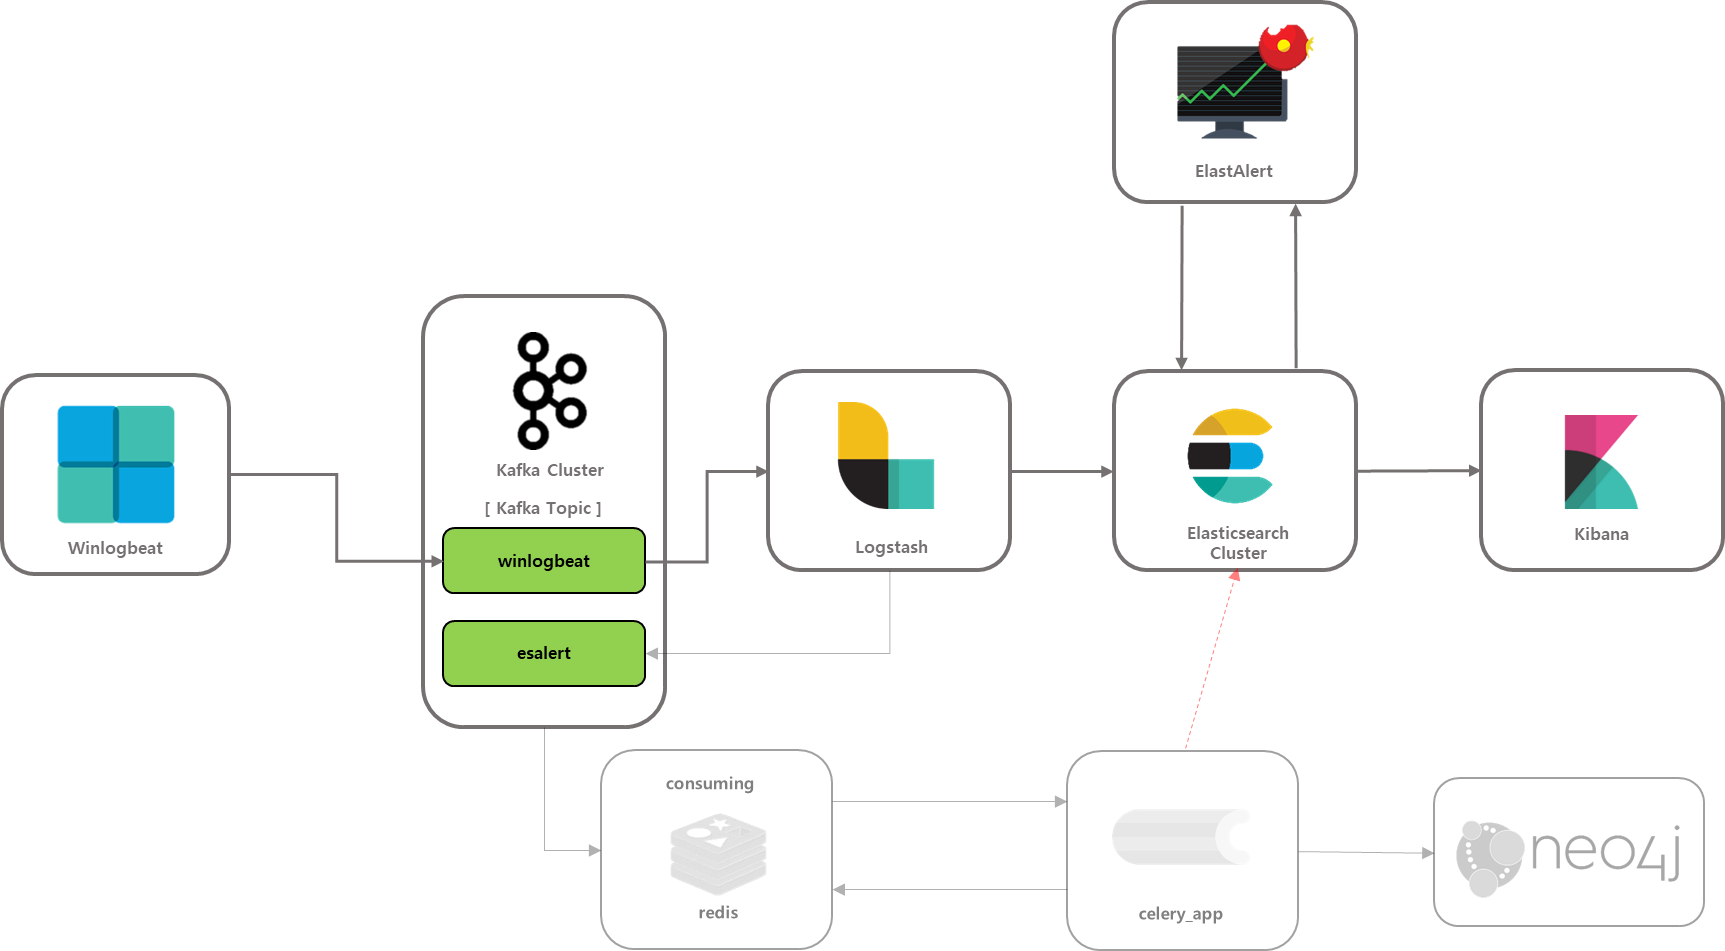 ElastAlert
Kafka Cluster
[ Kafka Topic ]
winlogbeat
esalert
Winlogbeat
Logstash
Elasticsearch
Cluster
Kibana
consuming
redis
celery_app
neo4j